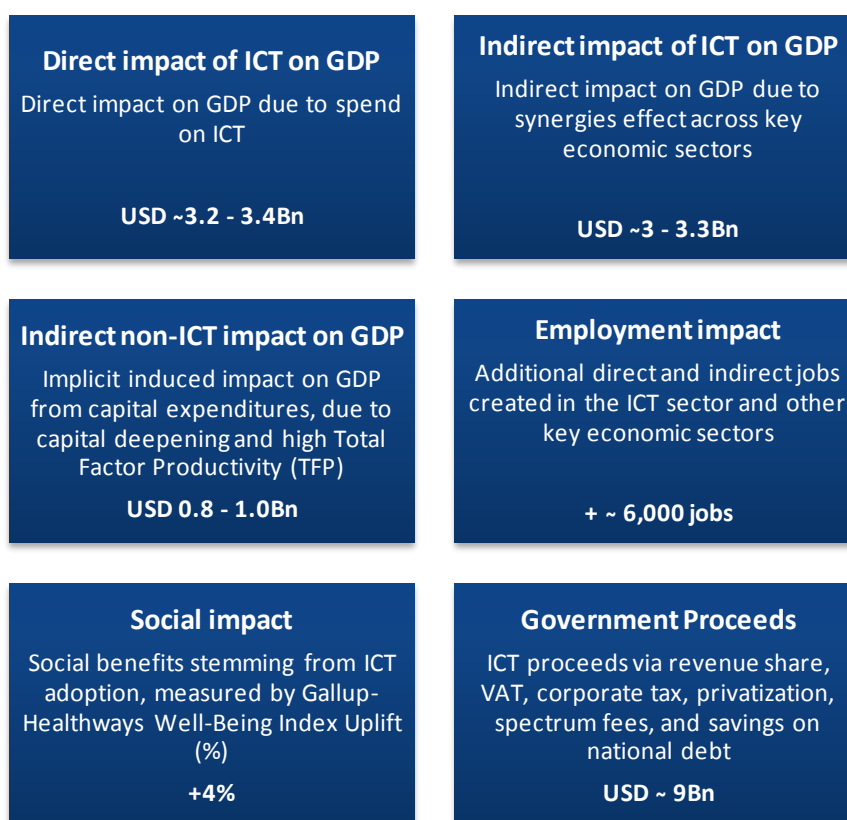 Direct impact of ICT on GDP
Direct impact on GDP due to spend
on ICT
USD ~3.2 - 3.4Bn
Indirect impact of ICT on GDP
Indirect impact on GDP due to
synergies effect across key
economic sectors
USD ~3 - 3.3Bn
Indirect non-ICT impact on GDP
Implicit induced impact on GDP
from capital expenditures, due to
capital deepening and high Total
Factor Productivity (TFP)
USD 0.8 - 1.0Bn
Employment impact
Additional direct and indirect jobs
created in the ICT sector and other
key economic sectors
+ ~ 6,000 jobs
Social impact
Social benefits stemming from ICT
adoption, measured by Gallup-
Healthways Well-Being Index Uplift
(%)
+4%
Government Proceeds
ICT proceeds via revenue share,
VAT, corporate tax, privatization,
spectrum fees, and savings on
national debt
USD ~ 9Bn